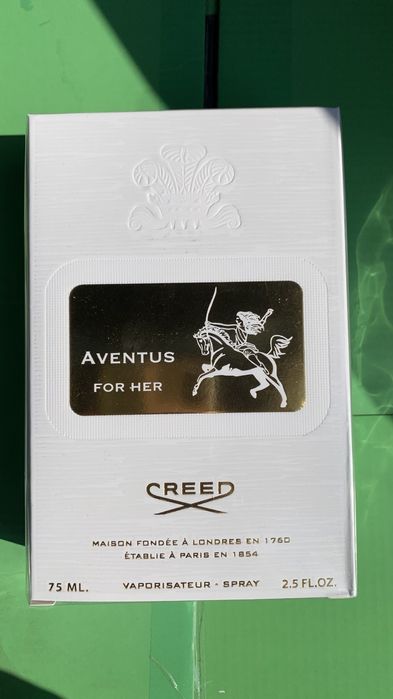 AVENTUS
FOR HER
CREED
MAISON FONDÉE À LONDRES EN 1760
ÉTABLIE À PARIS EN 1854
75 ML. VAPORISATEUR - SPRAY 2.5 FL.OZ.